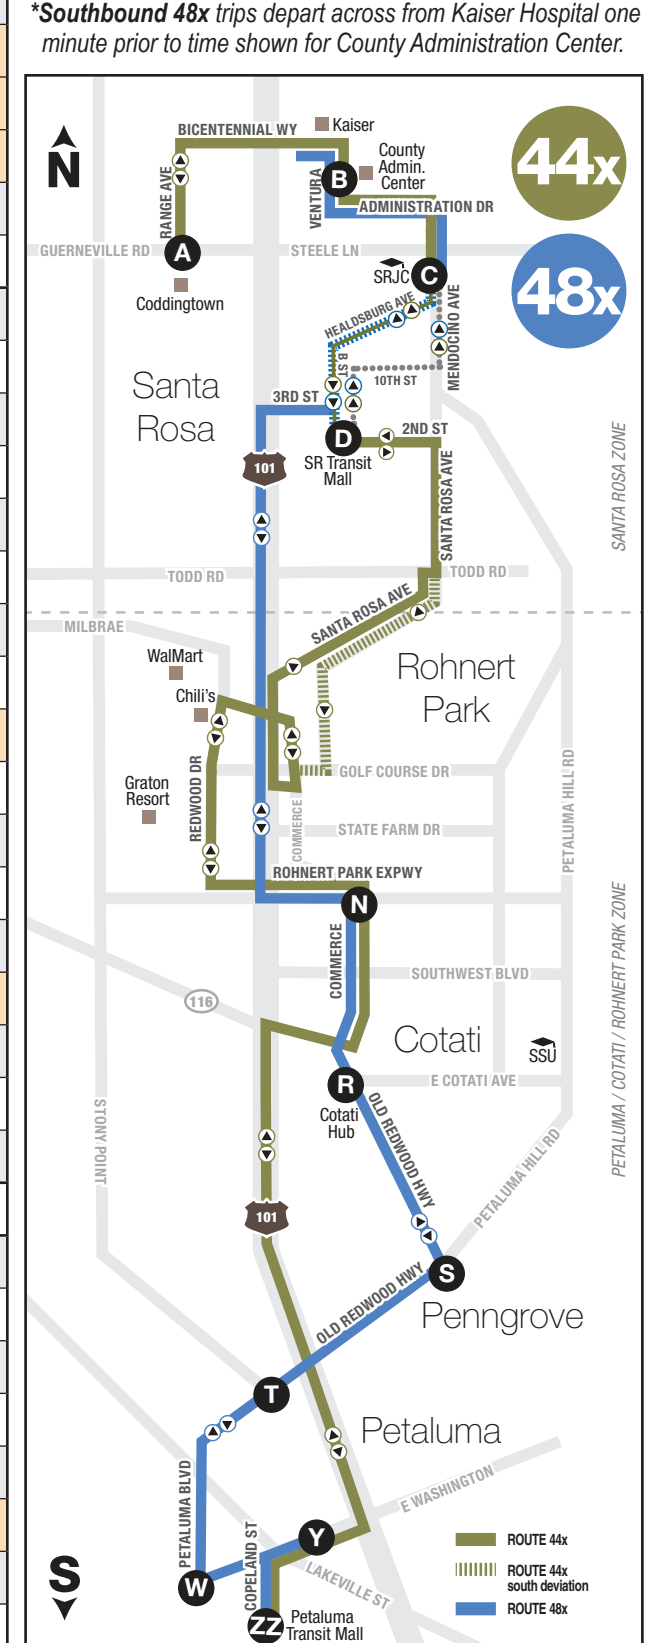 *Southbound 48x trips depart across from Kaiser Hospital one
minute prior to time shown for County Administration Center.
N
44x
48x
BICENTENNIAL WY
Kaiser
County
Admin.
Center
RANGE AVE
VENTURA
B
ADMINISTRATION DR
GUERNEVILLE RD
A
STEELE LN
Coddingtown
SRJC
C
HEALDSBURG AVE
MENDOCINO AVE
B ST
10TH ST
Santa
Rosa
3RD ST
D
2ND ST
SR Transit
Mall
101
SANTA ROSA AVE
SANTA ROSA ZONE
TODD RD
TODD RD
MILBRAE
SANTA ROSA AVE
WalMart
Chili's
Rohnert
Park
Graton
Resort
REDWOOD DR
GOLF COURSE DR
COMMERCE
STATE FARM DR
PETALUMA HILL RD
ROHNERT PARK EXPWY
N
COMMERCE
SOUTHWEST BLVD
116
Cotati
SSU
R
E COTATI AVE
Cotati
Hub
PETALUMA / COTATI / ROHNERT PARK ZONE
STONY POINT
OLD REDWOOD HWY
PETALUMA HILL RD
101
S
OLD REDWOOD HWY
Penngrove
T
Petaluma
PETALUMA BLVD
E WASHINGTON
COPELAND ST
Y
LAKEVILLE ST
W
ZZ
Petaluma
Transit Mall
S
ROUTE 44x
ROUTE 44x
south deviation
ROUTE 48x